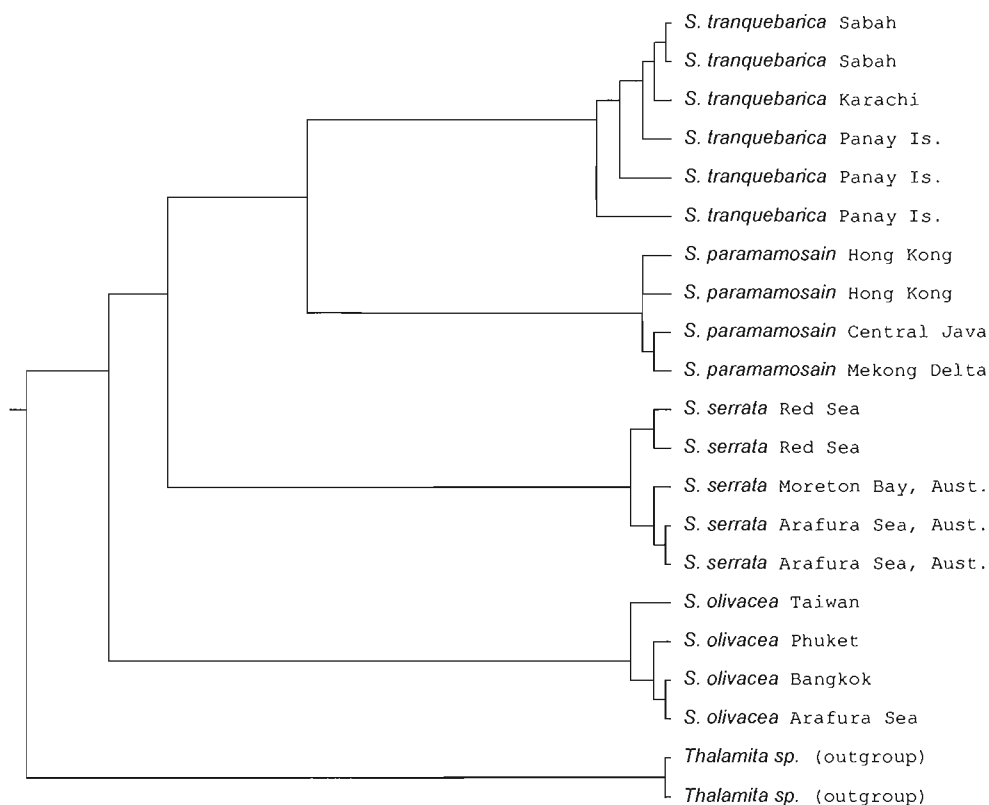 S. tranquebarica Sabah
S. tranquebarica Sabah
S. tranquebarica Karachi
S. tranquebarica Panay Is.
S. tranquebarica Panay Is.
S. tranquebarica Panay Is.
S. paramamosain Hong Kong
S. paramamosain Hong Kong
S. paramamosain Central Java
S. paramamosain Mekong Delta
S. serrata Red Sea
S. serrata Red Sea
S. serrata Moreton Bay, Aust.
S. serrata Arafura Sea, Aust.
S. serrata Arafura Sea, Aust.
S. olivacea Taiwan
S. olivacea Phuket
S. olivacea Bangkok
S. olivacea Arafura Sea
Thalamita sp. (outgroup)
Thalamita sp. (outgroup)